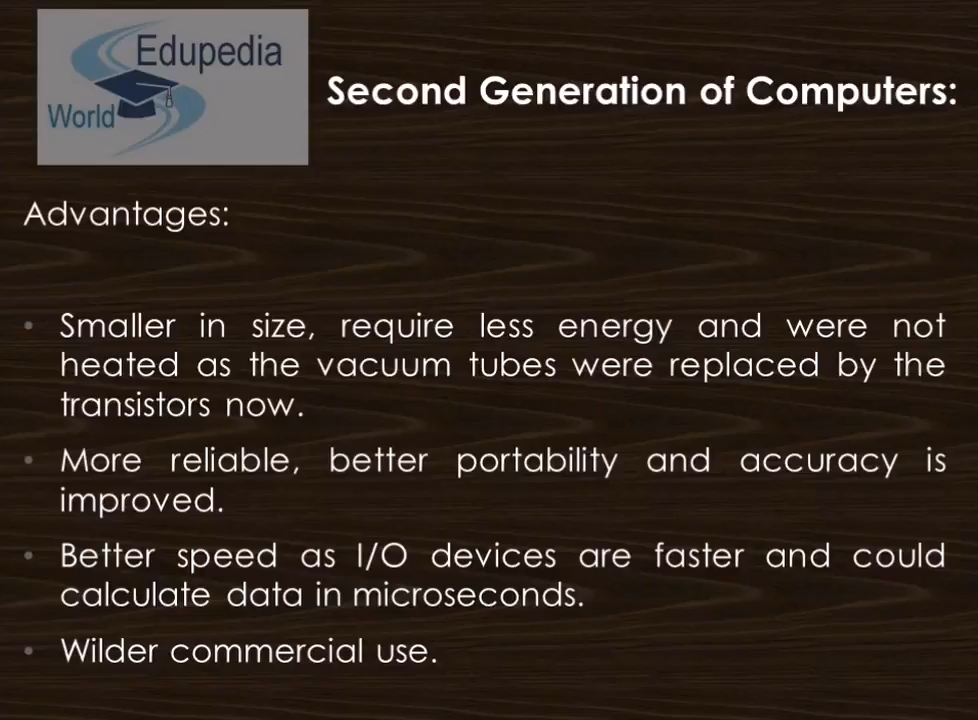 Edupedia
World
Second Generation of Computers:
Advantages:
• Smaller in size, require less energy and were not
heated as the vacuum tubes were replaced by the
transistors now.
• More reliable, better portability and accuracy is
improved.
• Better speed as I/O devices are faster and could
calculate data in microseconds.
• Wilder commercial use.